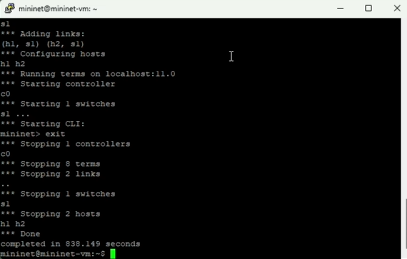 mininet@mininet-vm: ~
s1
*** Adding links:
(h1, s1) (h2, s1)
*** Configuring hosts
h1 h2
*** Running terms on localhost:11.0
*** Starting controller
c0
*** Starting 1 switches
s1 ...
*** Starting CLI:
mininet> exit
*** Stopping 1 controllers
c0
*** Stopping 8 terms
*** Stopping 2 links
..
*** Stopping 1 switches
s1
*** Stopping 2 hosts
h1 h2
*** Done
completed in 838.149 seconds
mininet@mininet-vm:~$